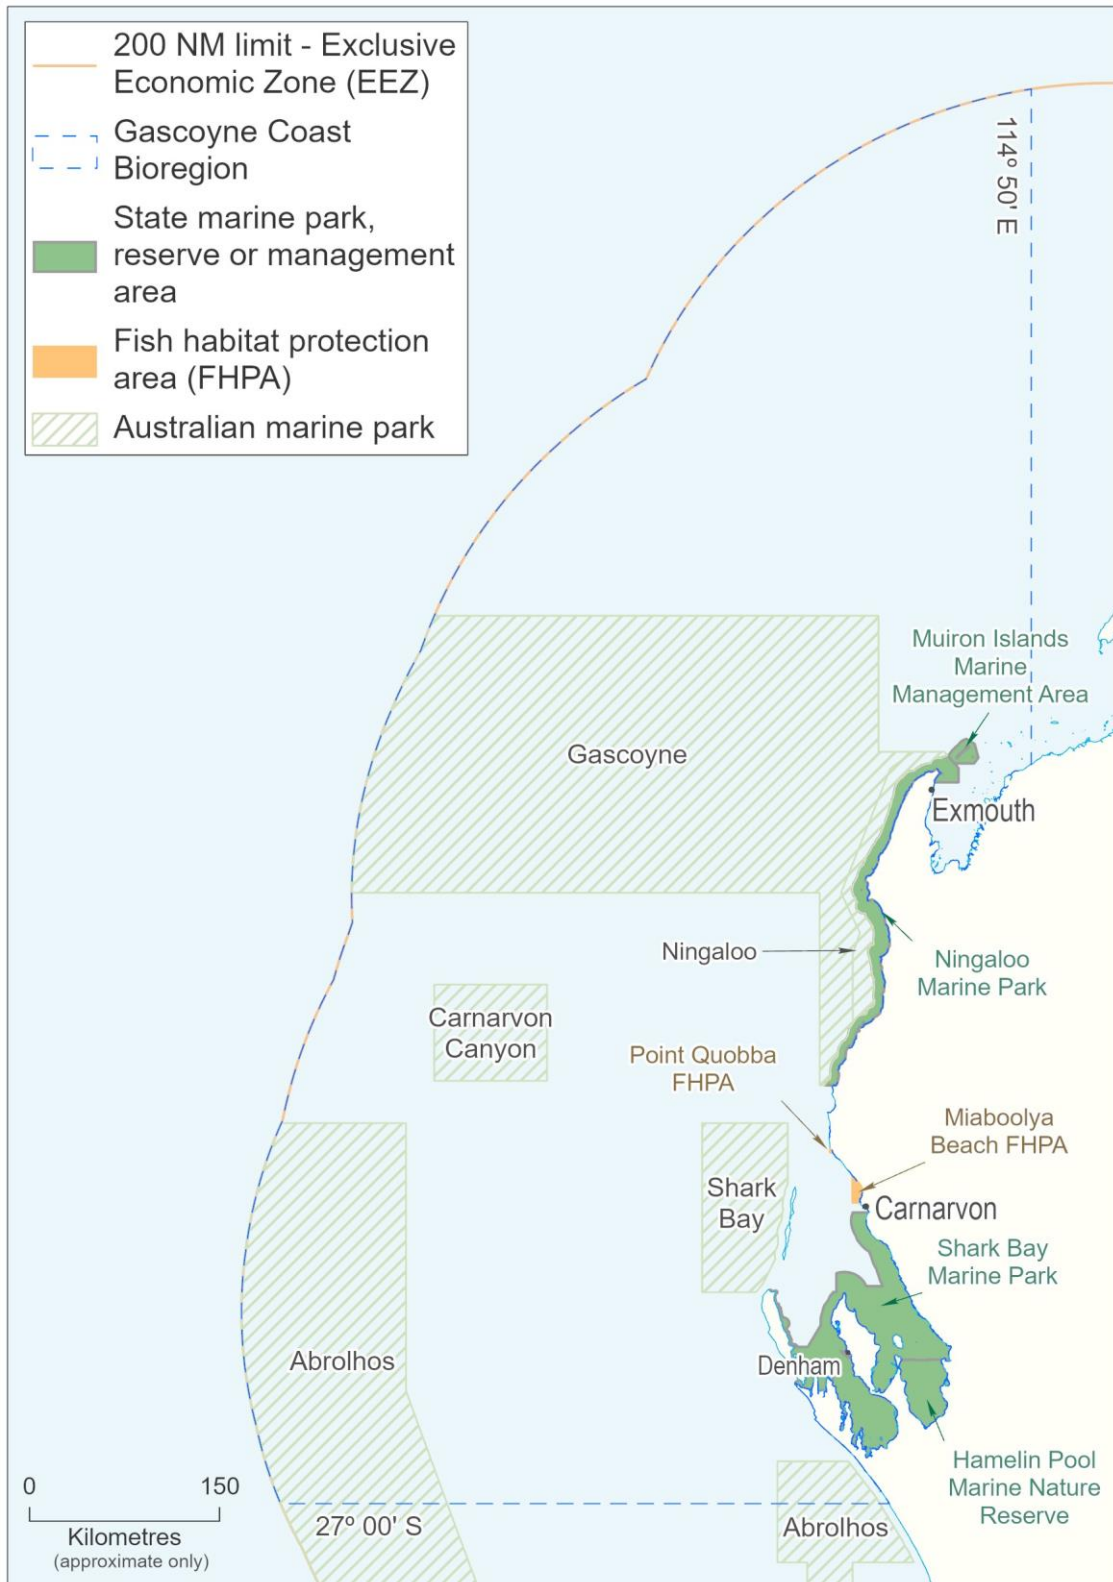 200 NM limit - Exclusive
Economic Zone (EEZ)
Gascoyne Coast
Bioregion
State marine park,
reserve or management
area
Fish habitat protection
area (FHPA)
Australian marine park
114º 50' E
Muiron Islands
Marine
Management Area
Gascoyne
Exmouth
Ningaloo
Ningaloo
Marine Park
Carnarvon
Canyon
Point Quobba
FHPA
Miaboolya
Beach FHPA
Shark
Bay
Carnarvon
Shark Bay
Marine Park
Abrolhos
Denham
Hamelin Pool
Marine Nature
Reserve
0 150
Kilometres
(approximate only)
27º 00' S
Abrolhos